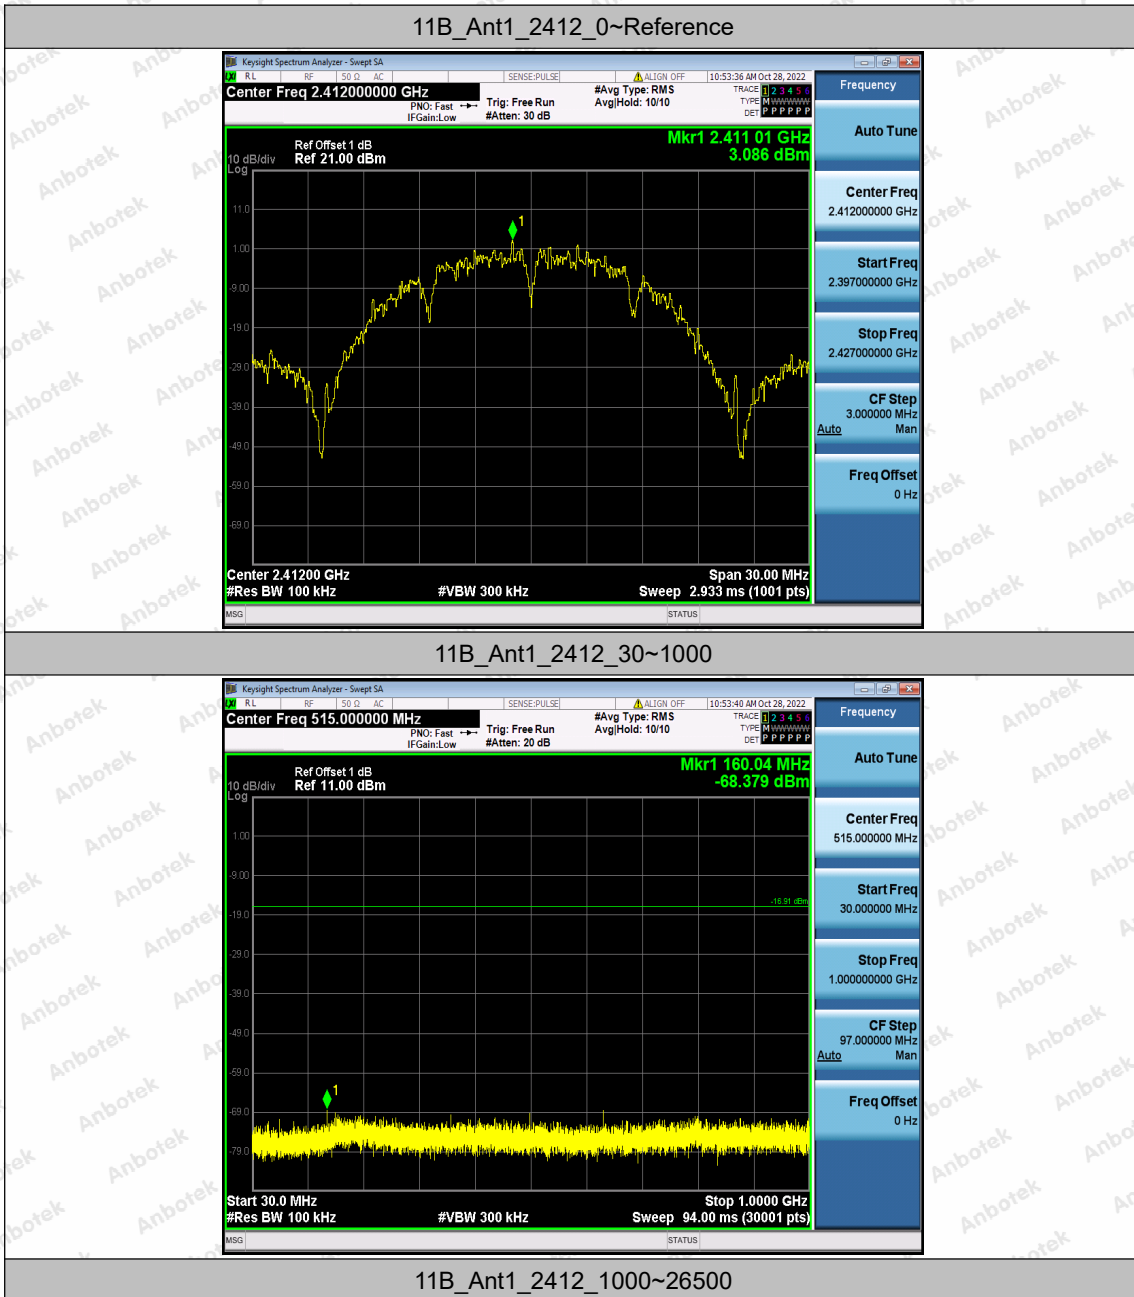 11B_Ant1_2412_0~Reference
Keysight Spectrum Analyzer - Swept SA
LXI RL RF 50 Ω AC SENSE:PULSE ALIGN OFF 10:53:36 AM Oct 28, 2022
Center Freq 2.412000000 GHz
PNO: Fast
IFGain:Low
Trig: Free Run
#Atten: 30 dB
#Avg Type: RMS
Avg|Hold: 10/10
TRACE 1 2 3 4 5 6
TYPE M WWWWW
DET P P P P P P
Frequency
Auto Tune
Center Freq
2.412000000 GHz
Start Freq
2.397000000 GHz
Stop Freq
2.427000000 GHz
CF Step
3.000000 MHz
Auto Man
Freq Offset
0 Hz
Mkr1 2.411 01 GHz
3.086 dBm
Ref Offset 1 dB
10 dB/div Ref 21.00 dBm
Log
1
11.0
1.00
-9.00
-19.0
-29.0
-39.0
-49.0
-59.0
-69.0
Center 2.41200 GHz Span 30.00 MHz
#Res BW 100 kHz #VBW 300 kHz Sweep 2.933 ms (1001 pts)
MSG STATUS
11B_Ant1_2412_30~1000
Keysight Spectrum Analyzer - Swept SA
LXI RL RF 50 Ω AC SENSE:PULSE ALIGN OFF 10:53:40 AM Oct 28, 2022
Center Freq 515.000000 MHz
PNO: Fast
IFGain:Low
Trig: Free Run
#Atten: 20 dB
#Avg Type: RMS
Avg|Hold: 10/10
TRACE 1 2 3 4 5 6
TYPE M WWWWW
DET P P P P P P
Frequency
Auto Tune
Center Freq
515.000000 MHz
Start Freq
30.000000 MHz
Stop Freq
1.000000000 GHz
CF Step
97.000000 MHz
Auto Man
Freq Offset
0 Hz
Mkr1 160.04 MHz
-68.379 dBm
Ref Offset 1 dB
10 dB/div Ref 11.00 dBm
Log
1.00
-9.00
-16.91 dBm
-19.0
-29.0
-39.0
-49.0
-59.0
1
-69.0
-79.0
Start 30.0 MHz Stop 1.0000 GHz
#Res BW 100 kHz #VBW 300 kHz Sweep 94.00 ms (30001 pts)
MSG STATUS
11B_Ant1_2412_1000~26500